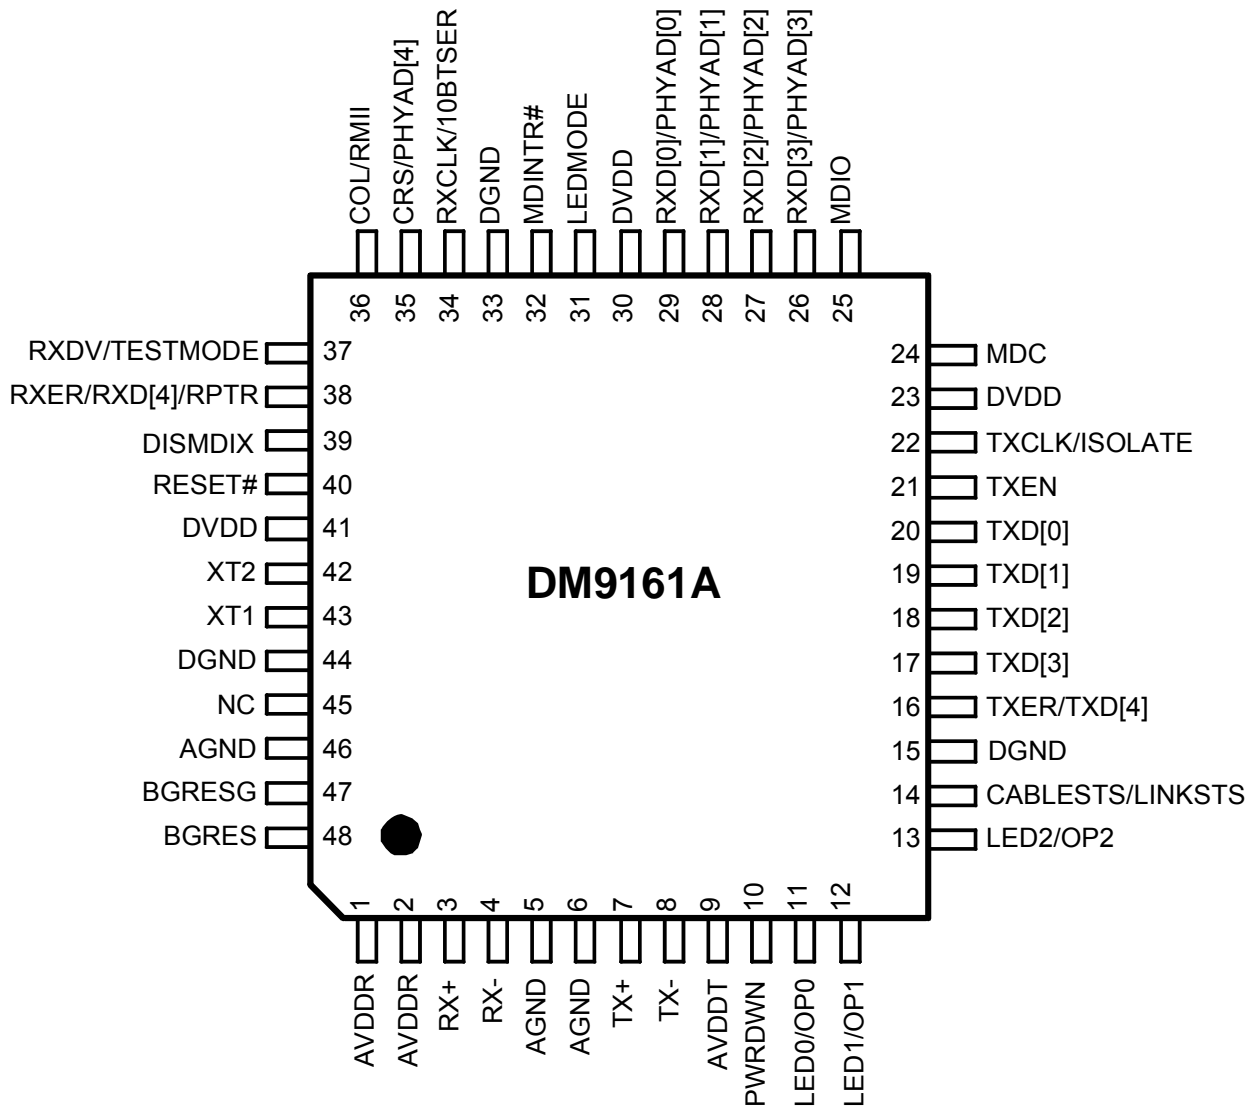 COL/RMII
CRS/PHYAD[4]
RXCLK/10BTSER
DGND
MDINTR#
LEDMODE
DVDD
RXD[0]/PHYAD[0]
RXD[1]/PHYAD[1]
RXD[2]/PHYAD[2]
RXD[3]/PHYAD[3]
MDIO
36
35
34
33
32
31
30
29
28
27
26
25
RXDV/TESTMODE 37
RXER/RXD[4]/RPTR 38
DISMDIX 39
RESET# 40
DVDD 41
XT2 42
XT1 43
DGND 44
NC 45
AGND 46
BGRESG 47
BGRES 48
DM9161A
24 MDC
23 DVDD
22 TXCLK/ISOLATE
21 TXEN
20 TXD[0]
19 TXD[1]
18 TXD[2]
17 TXD[3]
16 TXER/TXD[4]
15 DGND
14 CABLESTS/LINKSTS
13 LED2/OP2
1
2
3
4
5
6
7
8
9
10
11
12
AVDDR
AVDDR
RX+
RX-
AGND
AGND
TX+
TX-
AVDDT
PWRDWN
LED0/OP0
LED1/OP1